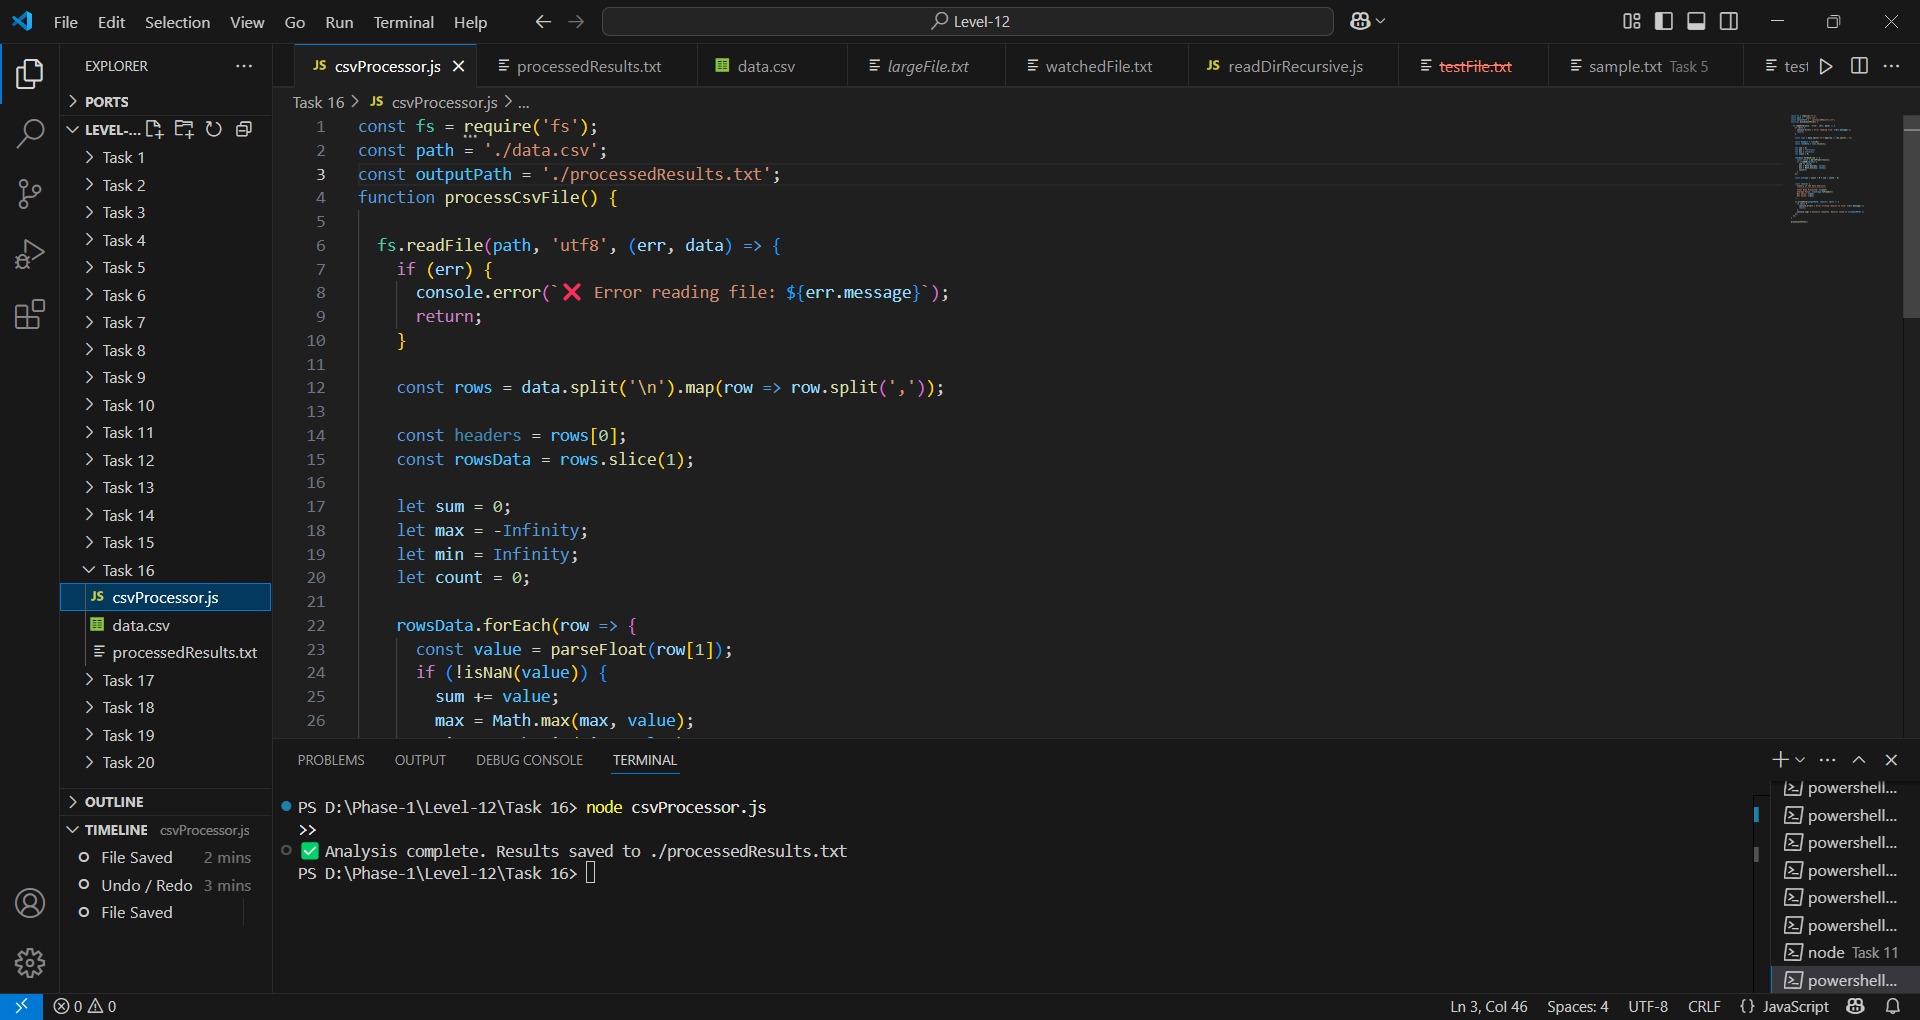 File Edit Selection View Go Run Terminal Help
Level-12
EXPLORER
PORTS
LEVEL-...
Task 1
Task 2
Task 3
Task 4
Task 5
Task 6
Task 7
Task 8
Task 9
Task 10
Task 11
Task 12
Task 13
Task 14
Task 15
Task 16
JS csvProcessor.js
data.csv
processedResults.txt
Task 17
Task 18
Task 19
Task 20
OUTLINE
TIMELINE csvProcessor.js
File Saved 2 mins
Undo / Redo 3 mins
File Saved
JS csvProcessor.js processedResults.txt data.csv largeFile.txt watchedFile.txt JS readDirRecursive.js testFile.txt sample.txt Task 5 test
Task 16 > JS csvProcessor.js > ...
1 const fs = require('fs');
2 const path = './data.csv';
3 const outputPath = './processedResults.txt';
4 function processCsvFile() {
5
6 fs.readFile(path, 'utf8', (err, data) => {
7 if (err) {
8 console.error(`❌ Error reading file: ${err.message}`);
9 return;
10 }
11
12 const rows = data.split('\n').map(row => row.split(','));
13
14 const headers = rows[0];
15 const rowsData = rows.slice(1);
16
17 let sum = 0;
18 let max = -Infinity;
19 let min = Infinity;
20 let count = 0;
21
22 rowsData.forEach(row => {
23 const value = parseFloat(row[1]);
24 if (!isNaN(value)) {
25 sum += value;
26 max = Math.max(max, value);
PROBLEMS OUTPUT DEBUG CONSOLE TERMINAL
PS D:\Phase-1\Level-12\Task 16> node csvProcessor.js
>>
✅ Analysis complete. Results saved to ./processedResults.txt
PS D:\Phase-1\Level-12\Task 16>
powershell...
powershell...
powershell...
powershell...
powershell...
powershell...
node Task 11
powershell...
0 0
Ln 3, Col 46 Spaces: 4 UTF-8 CRLF {} JavaScript